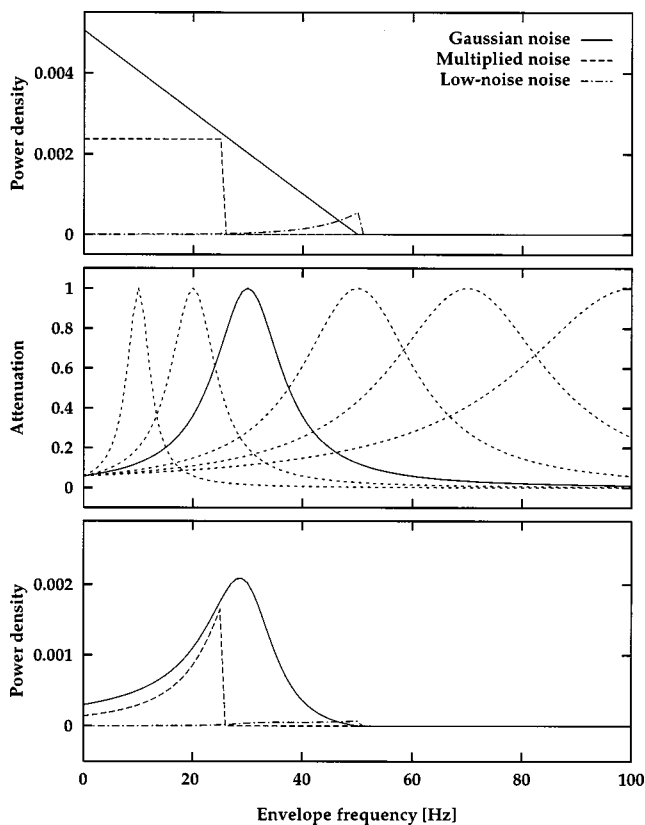 Gaussian noise
Multiplied noise
Low-noise noise
Power density
0.004
0.002
0
Attenuation
1
0.8
0.6
0.4
0.2
0
Power density
0.002
0.001
0
0 20 40 60 80 100
Envelope frequency [Hz]